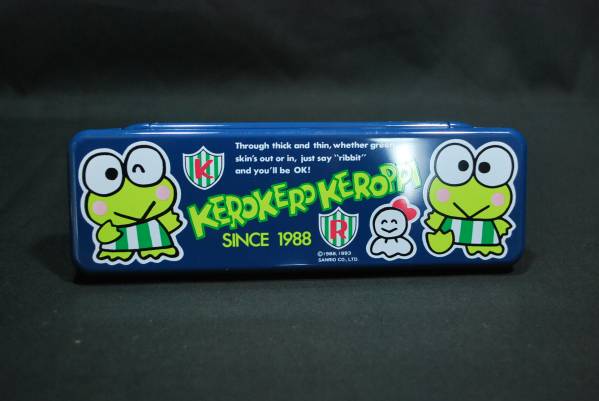 Through thick and thin, whether green
skin's out or in, just say "ribbit"
and you'll be OK!
K
KEROKEROKEROPPI
SINCE 1988
R
©1988, 1993
SANRIO CO., LTD.